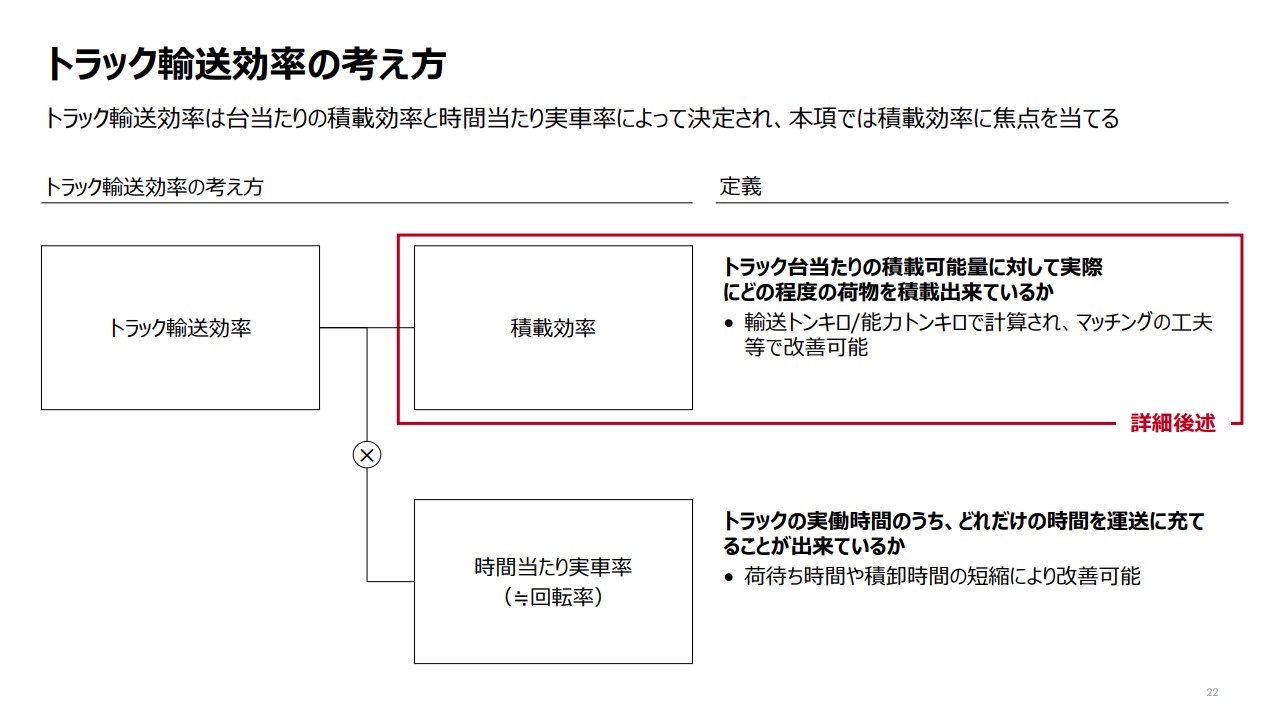 トラック輸送効率の考え方
トラック輸送効率は台当たりの積載効率と時間当たり実車率によって決定され、本項では積載効率に焦点を当てる
トラック輸送効率の考え方
定義
トラック輸送効率
積載効率
トラック台当たりの積載可能量に対して実際
にどの程度の荷物を積載出来ているか
• 輸送トンキロ/能力トンキロで計算され、マッチングの工夫
等で改善可能
詳細後述
×
時間当たり実車率
（≒回転率）
トラックの実働時間のうち、どれだけの時間を運送に充て
ることが出来ているか
• 荷待ち時間や積卸時間の短縮により改善可能
22